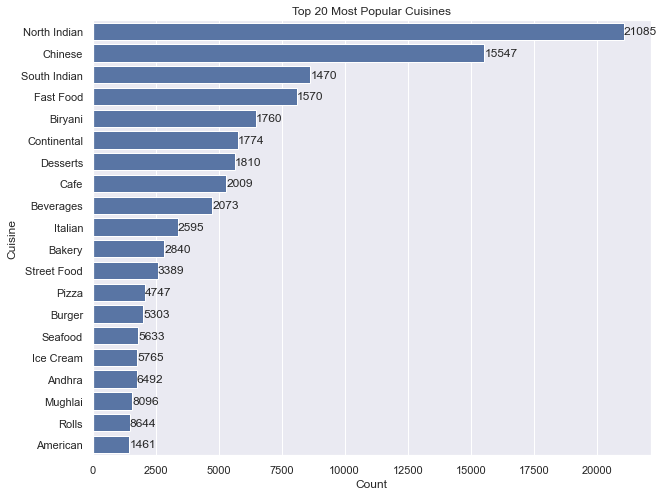 Top 20 Most Popular Cuisines
North Indian 21085
Chinese 15547
South Indian 1470
Fast Food 1570
Biryani 1760
Continental 1774
Desserts 1810
Cafe 2009
Beverages 2073
Italian 2595
Bakery 2840
Street Food 3389
Pizza 4747
Burger 5303
Seafood 5633
Ice Cream 5765
Andhra 6492
Mughlai 8096
Rolls 8644
American 1461
Cuisine
0 2500 5000 7500 10000 12500 15000 17500 20000
Count